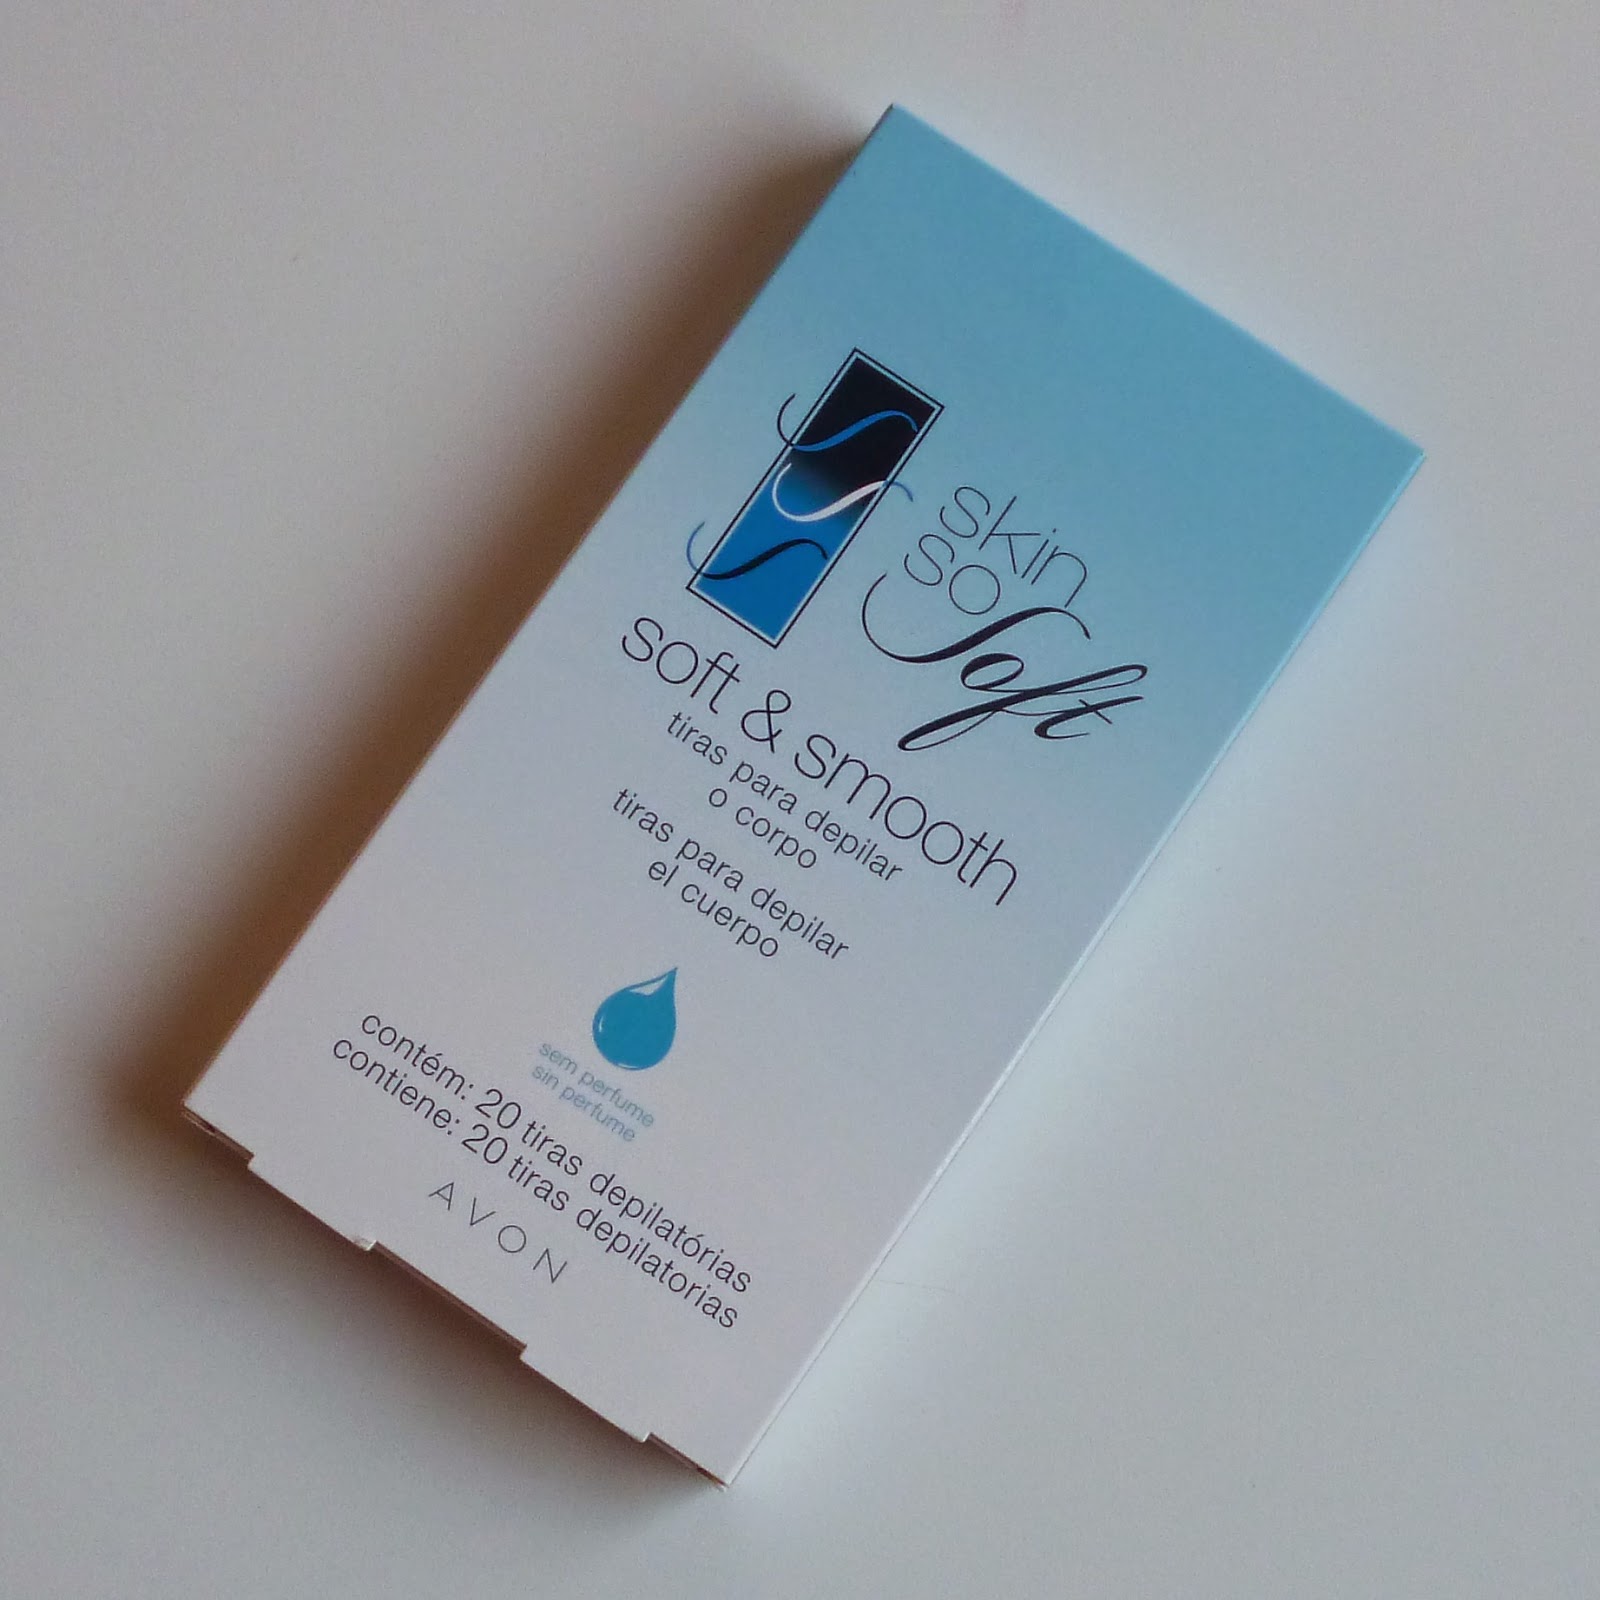 skin
so
Soft
soft & smooth
tiras para depilar
o corpo
tiras para depilar
el cuerpo
sem perfume
sin perfume
contém: 20 tiras depilatórias
contiene: 20 tiras depilatorias
AVON